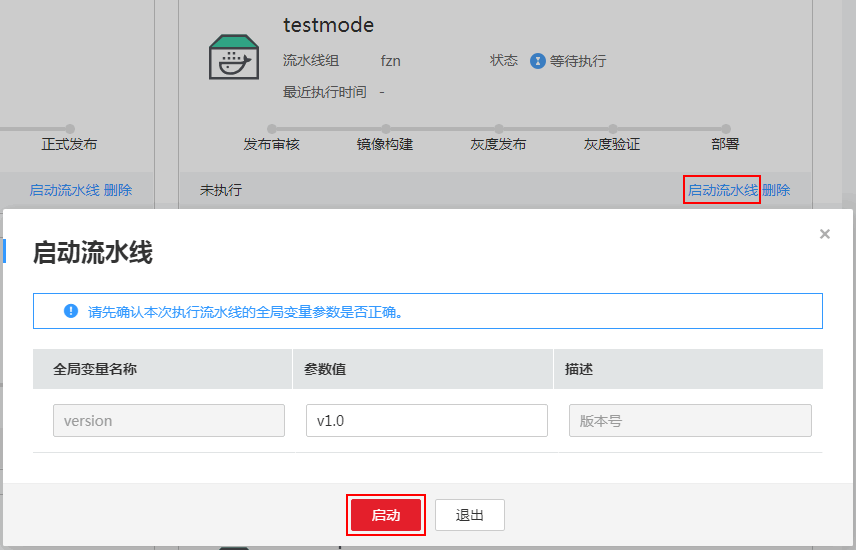 testmode
流水线组 fzn 状态 等待执行
最近执行时间 -
正式发布 发布审核 镜像构建 灰度发布 灰度验证 部署
启动流水线 删除 未执行 启动流水线 删除
×
启动流水线
请先确认本次执行流水线的全局变量参数是否正确。
全局变量名称 参数值 描述
version v1.0 版本号
启动 退出